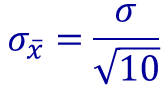 σ_x̄ = σ / √10